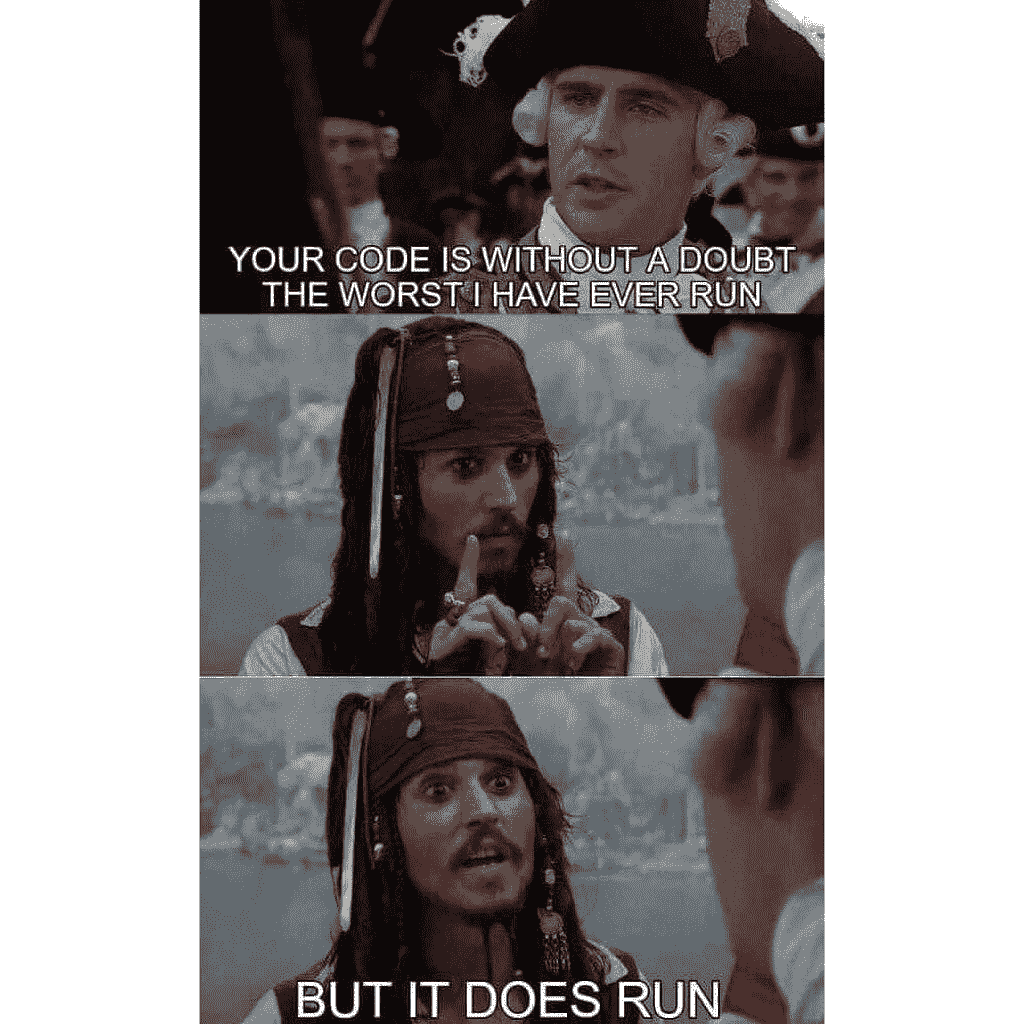 YOUR CODE IS WITHOUT A DOUBT
THE WORST I HAVE EVER RUN
BUT IT DOES RUN